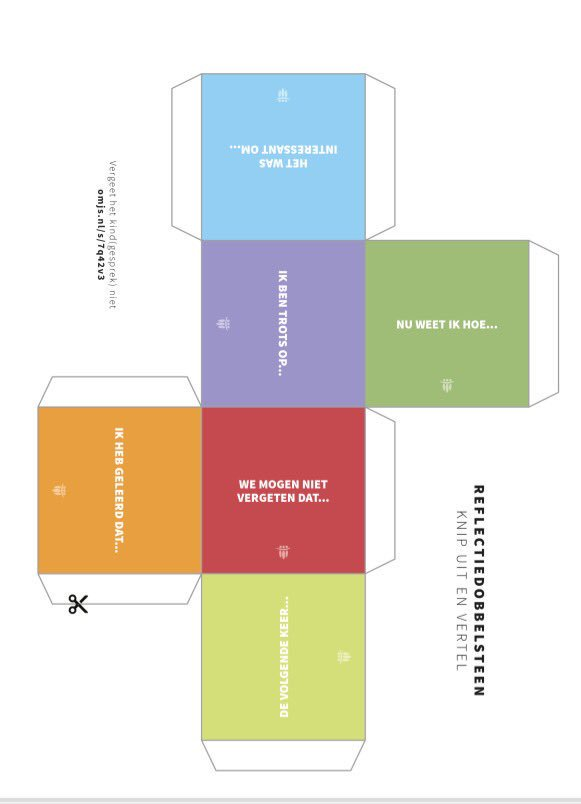 HET WAS
INTERESSANT OM...
Vergeet het kind(gesprek) niet
omjs.nl/s/7q42v3
IK BEN TROTS OP...
NU WEET IK HOE...
IK HEB GELEERD DAT...
WE MOGEN NIET
VERGETEN DAT...
DE VOLGENDE KEER...
REFLECTIEDOBBELSTEEN
KNIP UIT EN VERTEL